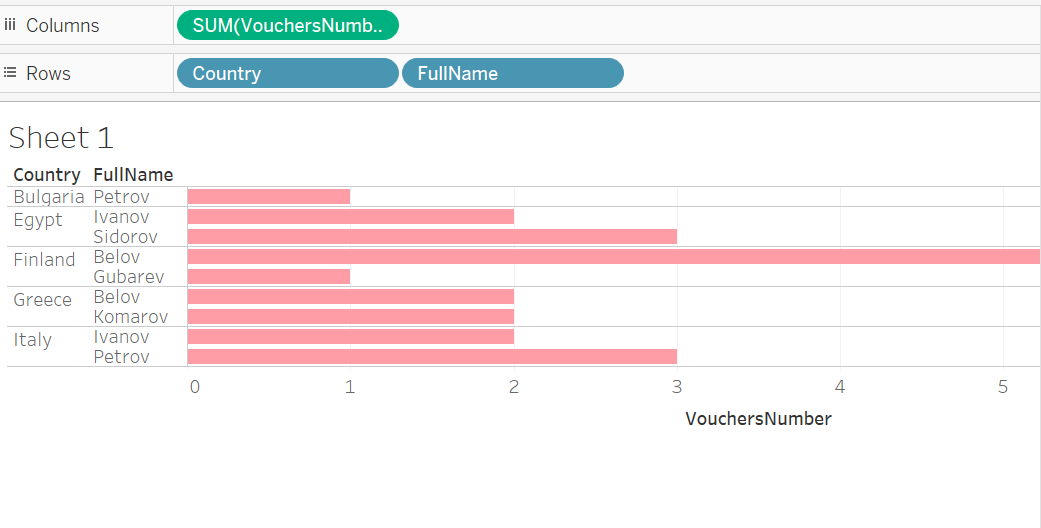 Columns SUM(VouchersNumb..
Rows Country FullName
Sheet 1
Country FullName
Bulgaria Petrov
Egypt Ivanov
Sidorov
Finland Belov
Gubarev
Greece Belov
Komarov
Italy Ivanov
Petrov
0 1 2 3 4 5
VouchersNumber